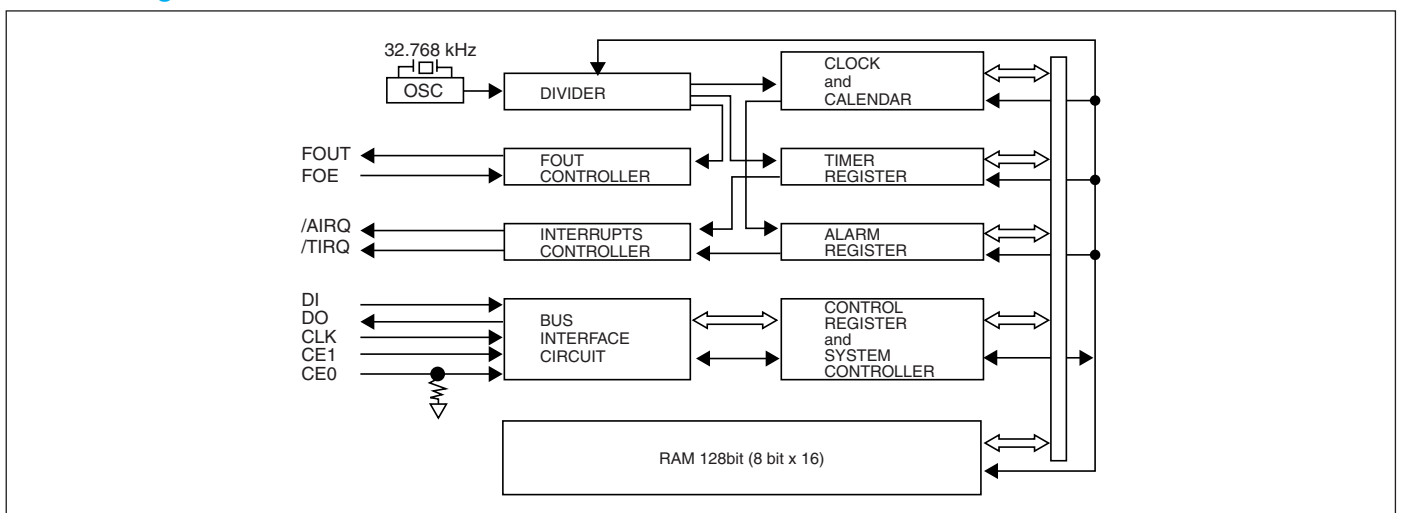 32.768 kHz
OSC
DIVIDER
CLOCK
and
CALENDAR
FOUT
FOE
FOUT
CONTROLLER
TIMER
REGISTER
/AIRQ
/TIRQ
INTERRUPTS
CONTROLLER
ALARM
REGISTER
DI
DO
CLK
CE1
CE0
BUS
INTERFACE
CIRCUIT
CONTROL
REGISTER
and
SYSTEM
CONTROLLER
RAM 128bit (8 bit x 16)